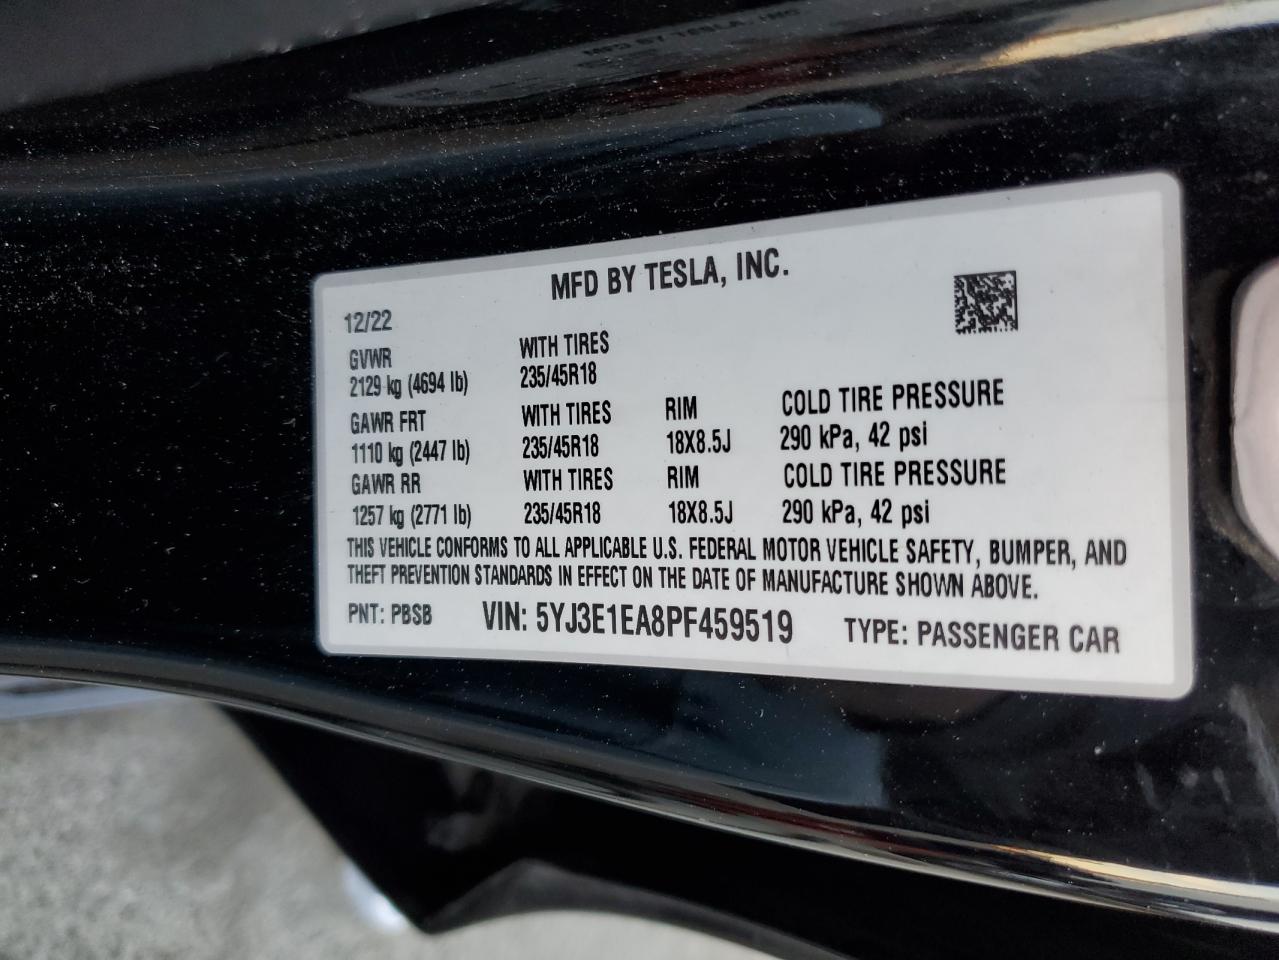 MFD BY TESLA, INC.
12/22
GVWR WITH TIRES
2129 kg (4694 lb) 235/45R18
GAWR FRT WITH TIRES RIM COLD TIRE PRESSURE
1110 kg (2447 lb) 235/45R18 18X8.5J 290 kPa, 42 psi
GAWR RR WITH TIRES RIM COLD TIRE PRESSURE
1257 kg (2771 lb) 235/45R18 18X8.5J 290 kPa, 42 psi
THIS VEHICLE CONFORMS TO ALL APPLICABLE U.S. FEDERAL MOTOR VEHICLE SAFETY, BUMPER, AND
THEFT PREVENTION STANDARDS IN EFFECT ON THE DATE OF MANUFACTURE SHOWN ABOVE.
PNT: PBSB VIN: 5YJ3E1EA8PF459519 TYPE: PASSENGER CAR